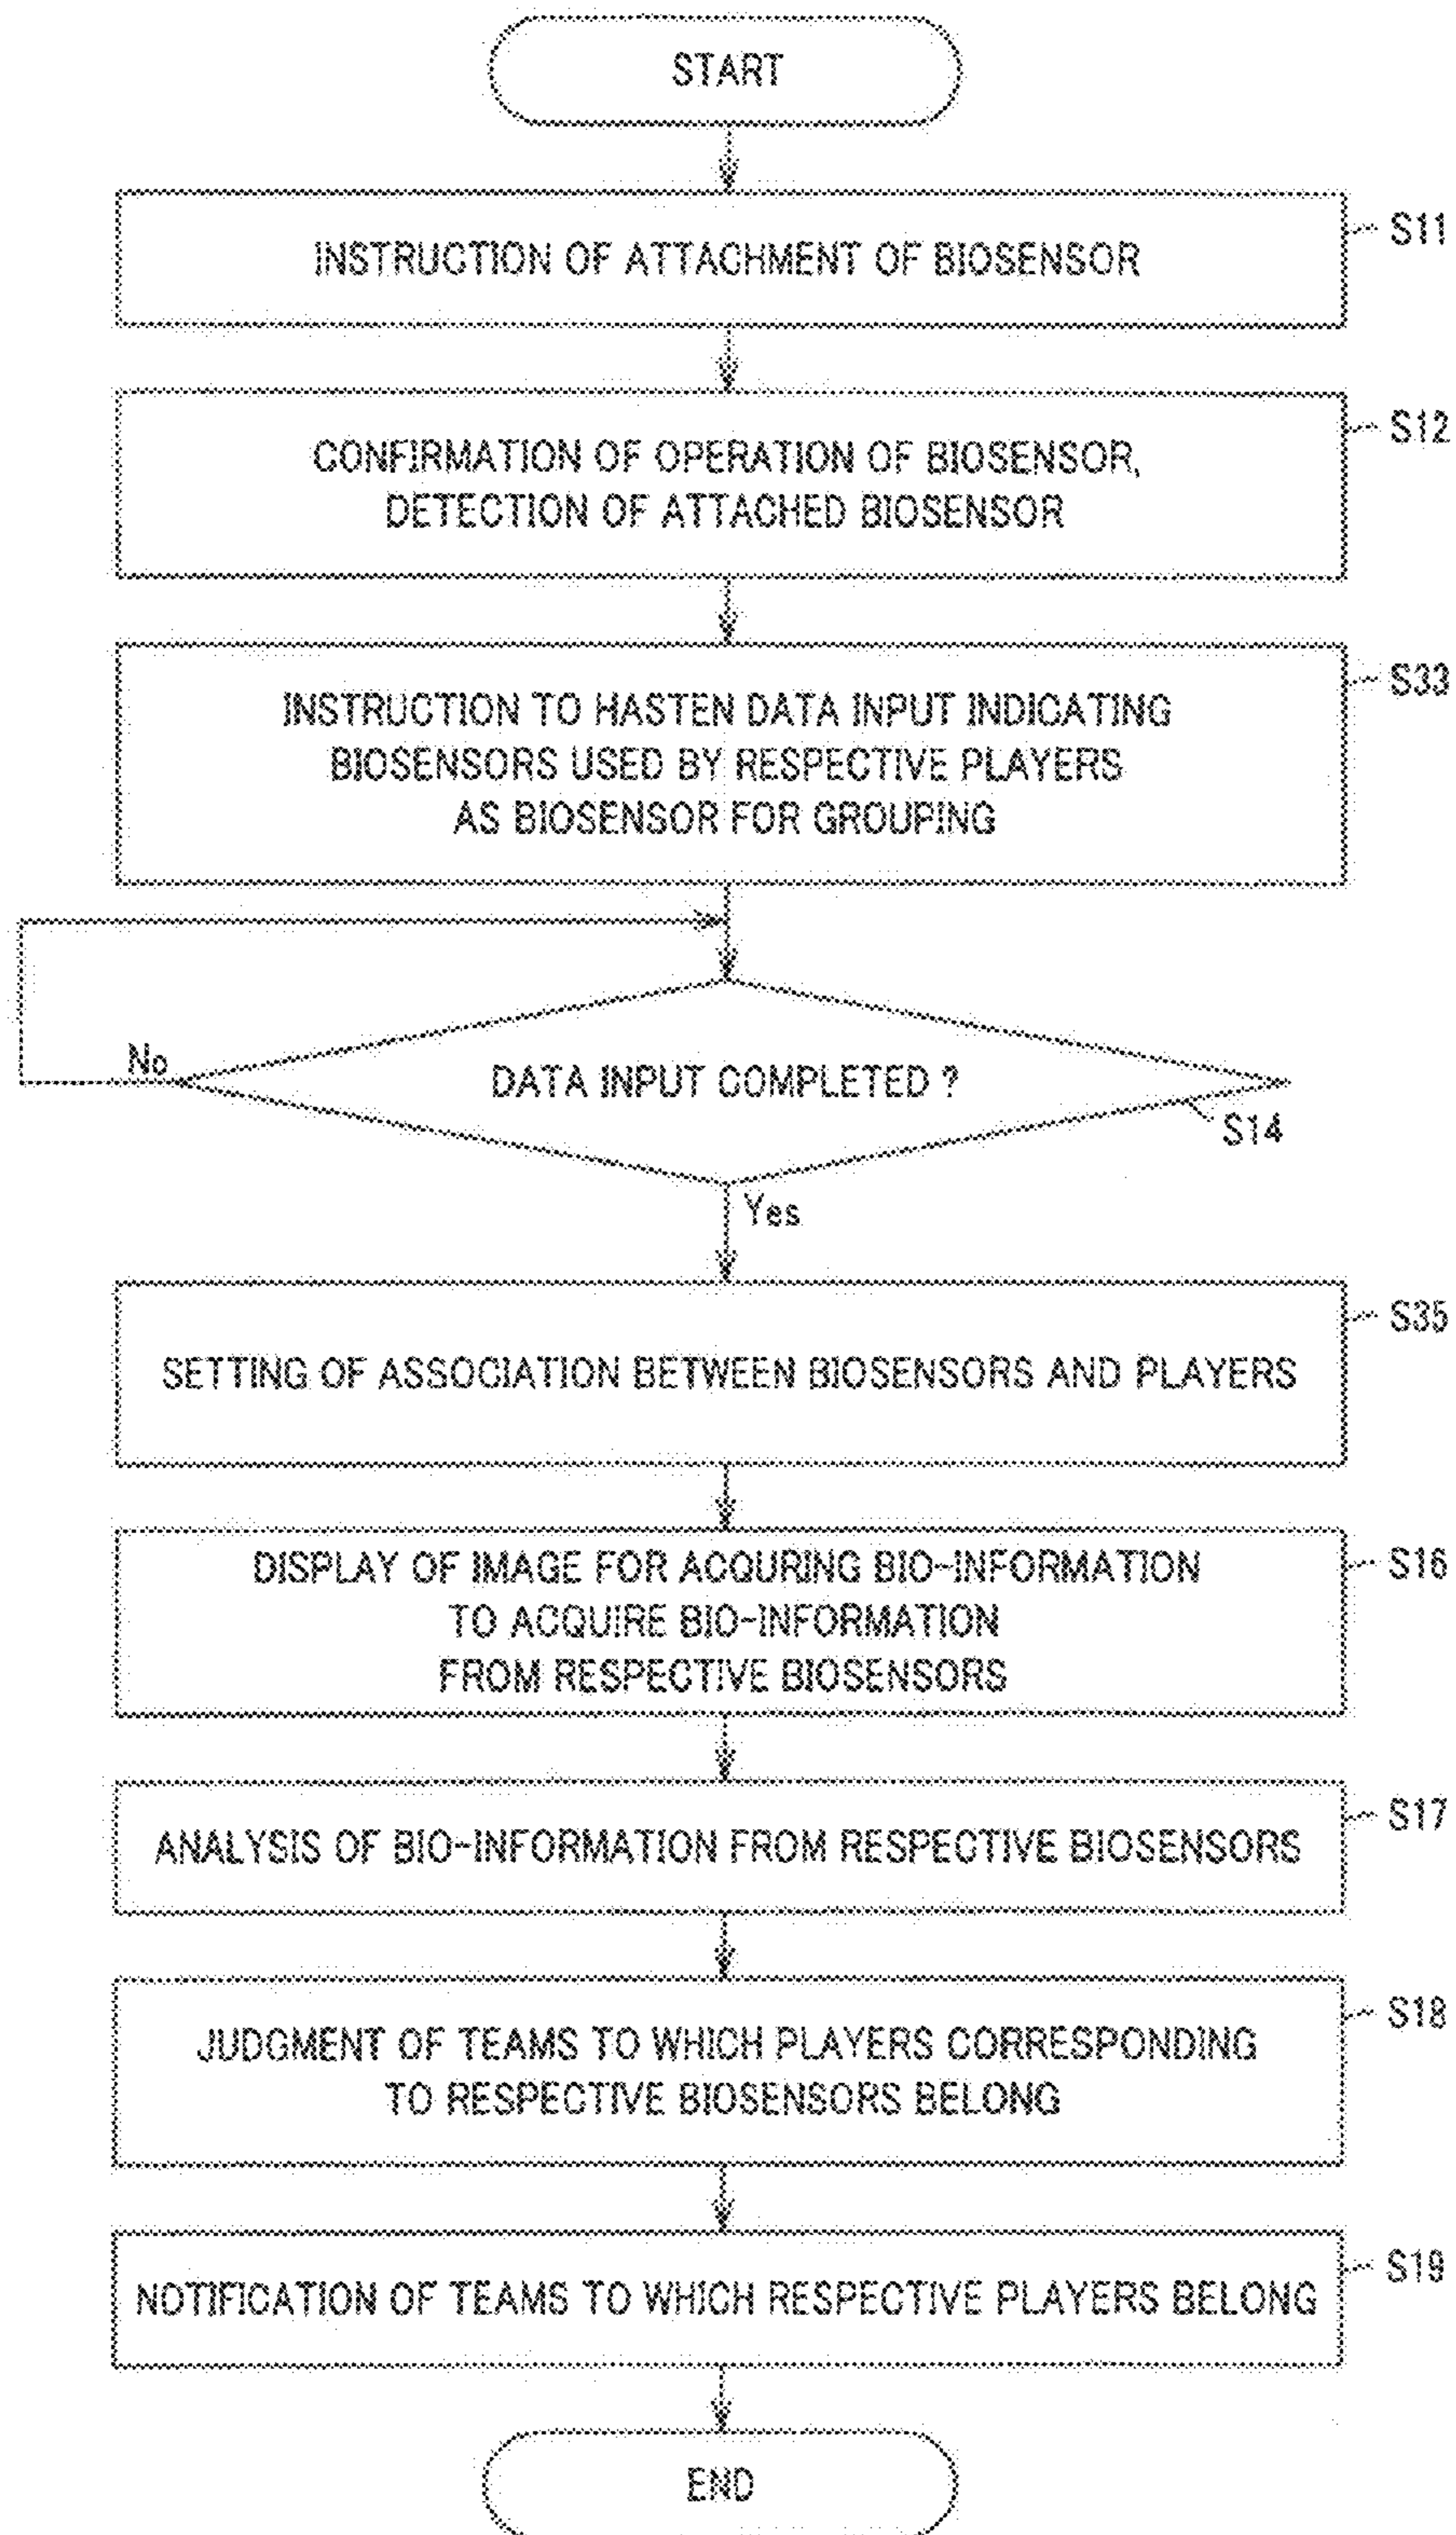 START
INSTRUCTION OF ATTACHMENT OF BIOSENSOR
S11
CONFIRMATION OF OPERATION OF BIOSENSOR,
DETECTION OF ATTACHED BIOSENSOR
S12
INSTRUCTION TO HASTEN DATA INPUT INDICATING
BIOSENSORS USED BY RESPECTIVE PLAYERS
AS BIOSENSOR FOR GROUPING
S33
No
DATA INPUT COMPLETED ?
S14
Yes
SETTING OF ASSOCIATION BETWEEN BIOSENSORS AND PLAYERS
S35
DISPLAY OF IMAGE FOR ACQURING BIO-INFORMATION
TO ACQUIRE BIO-INFORMATION
FROM RESPECTIVE BIOSENSORS
S16
ANALYSIS OF BIO-INFORMATION FROM RESPECTIVE BIOSENSORS
S17
JUDGMENT OF TEAMS TO WHICH PLAYERS CORRESPONDING
TO RESPECTIVE BIOSENSORS BELONG
S18
NOTIFICATION OF TEAMS TO WHICH RESPECTIVE PLAYERS BELONG
S19
END